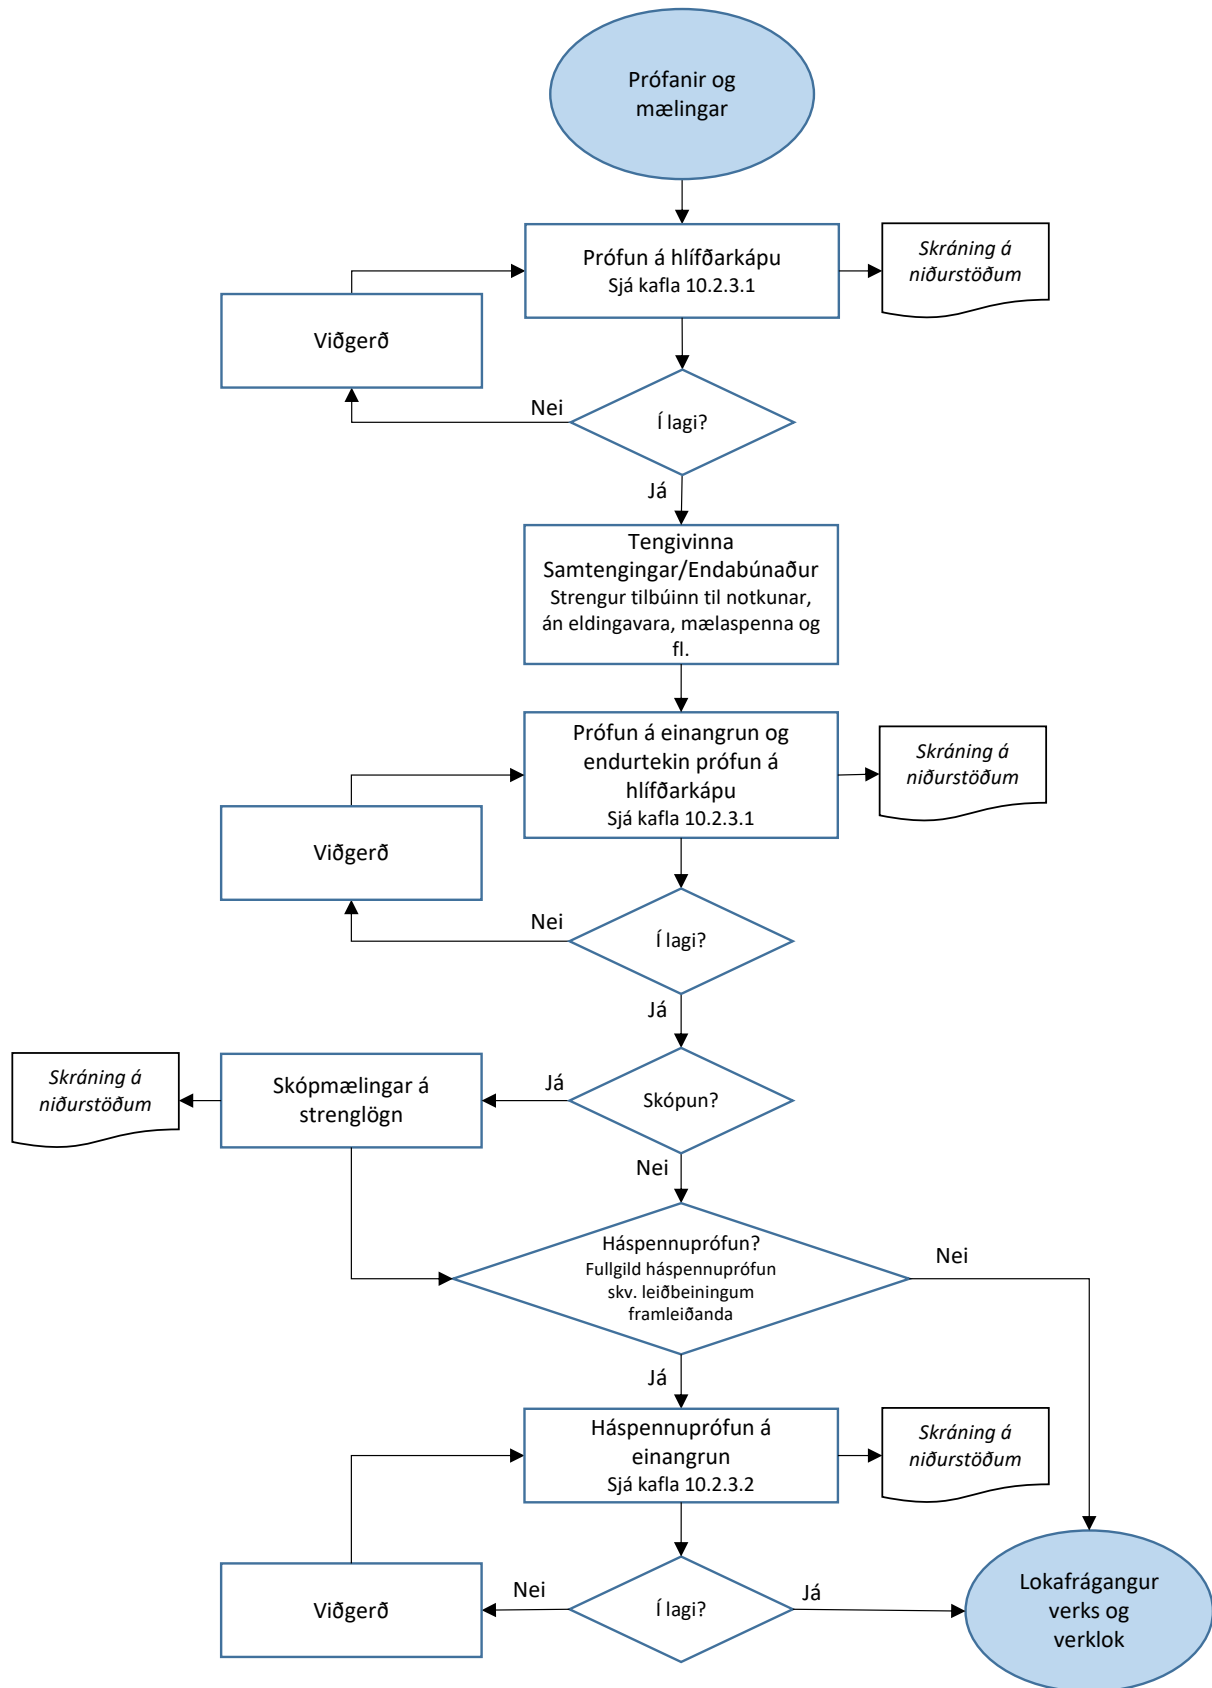 Prófanir og
mælingar
Prófun á hlífðarkápu
Sjá kafla 10.2.3.1
Skráning á
niðurstöðum
Viðgerð
Nei
Í lagi?
Já
Tengivinna
Samtengingar/Endabúnaður
Strengur tilbúinn til notkunar,
án eldingavara, mælaspenna og
fl.
Prófun á einangrun og
endurtekin prófun á
hlífðarkápu
Sjá kafla 10.2.3.1
Skráning á
niðurstöðum
Viðgerð
Nei
Í lagi?
Já
Skráning á
niðurstöðum
Skópmælingar á
strenglögn
Já
Skópun?
Nei
Háspennuprófun?
Fullgild háspennuprófun
skv. leiðbeiningum
framleiðanda
Nei
Já
Háspennuprófun á
einangrun
Sjá kafla 10.2.3.2
Skráning á
niðurstöðum
Viðgerð
Nei
Í lagi?
Já
Lokafrágangur
verks og
verklok